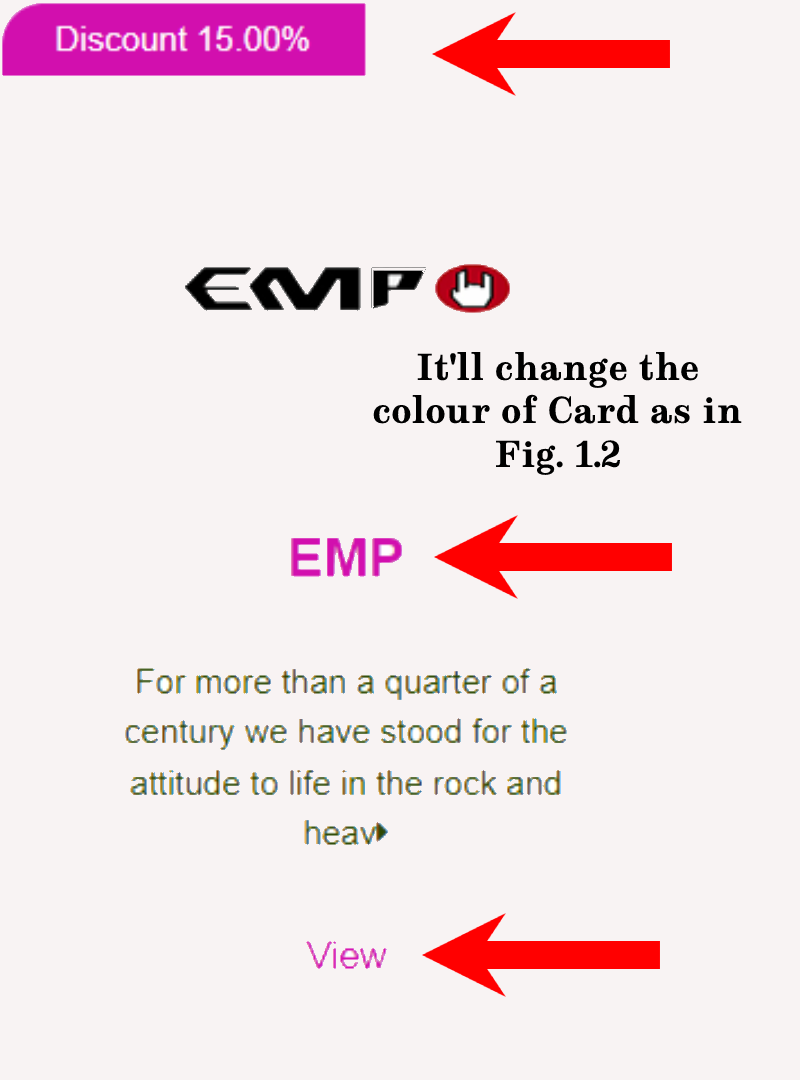 Discount 15.00%
EMP
It'll change the
colour of Card as in
Fig. 1.2
EMP
For more than a quarter of a
century we have stood for the
attitude to life in the rock and
heav
View